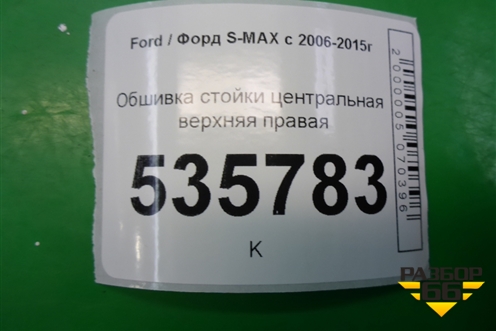 Ford / Форд S-MAX с 2006-2015г
Обшивка стойки центральная
верхняя правая
535783
К
2000005070396
РАЗБОР
66